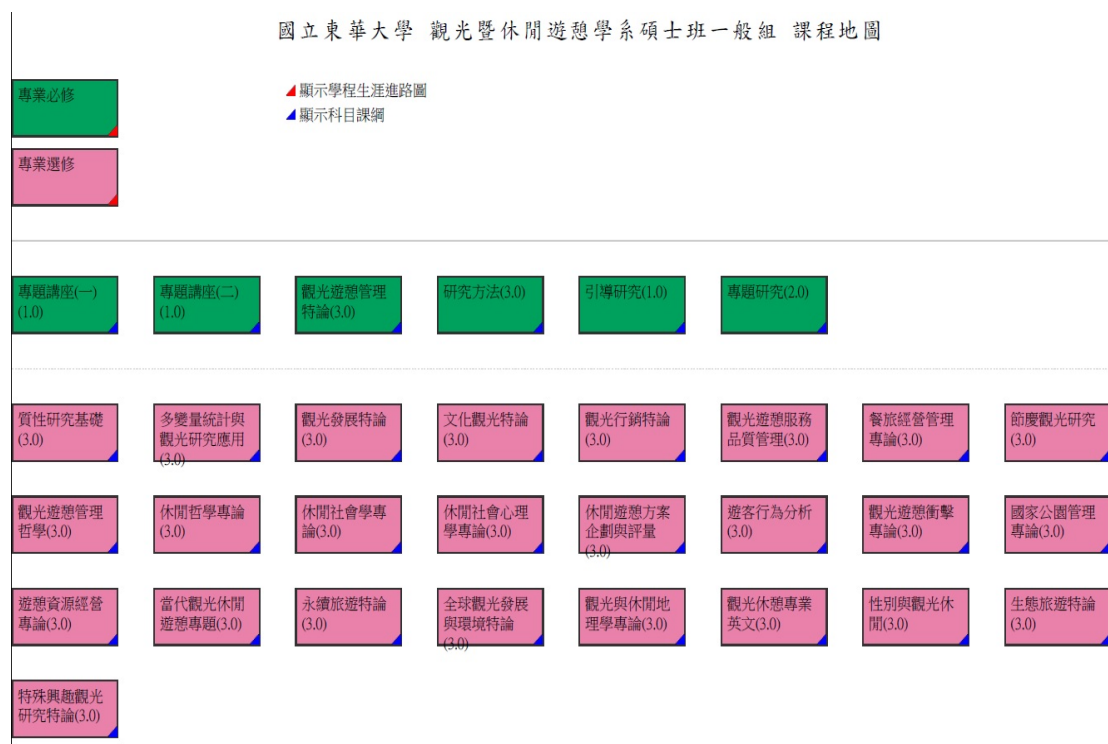 國立東華大學 觀光暨休閒遊憩學系碩士班一般組 課程地圖
專業必修
顯示學程生涯進路圖
顯示科目課綱
專業選修
專題講座(一)
(1.0)
專題講座(二)
(1.0)
觀光遊憩管理
特論(3.0)
研究方法(3.0)
引導研究(1.0)
專題研究(2.0)
質性研究基礎
(3.0)
多變量統計與
觀光研究應用
(3.0)
觀光發展特論
(3.0)
文化觀光特論
(3.0)
觀光行銷特論
(3.0)
觀光遊憩服務
品質管理(3.0)
餐旅經營管理
專論(3.0)
節慶觀光研究
(3.0)
觀光遊憩管理
哲學(3.0)
休閒哲學專論
(3.0)
休閒社會學專
論(3.0)
休閒社會心理
學專論(3.0)
休閒遊憩方案
企劃與評量
(3.0)
遊客行為分析
(3.0)
觀光遊憩衝擊
專論(3.0)
國家公園管理
專論(3.0)
遊憩資源經營
專論(3.0)
當代觀光休閒
遊憩專題(3.0)
永續旅遊特論
(3.0)
全球觀光發展
與環境特論
(3.0)
觀光與休閒地
理學專論(3.0)
觀光休憩專業
英文(3.0)
性別與觀光休
閒(3.0)
生態旅遊特論
(3.0)
特殊興趣觀光
研究特論(3.0)